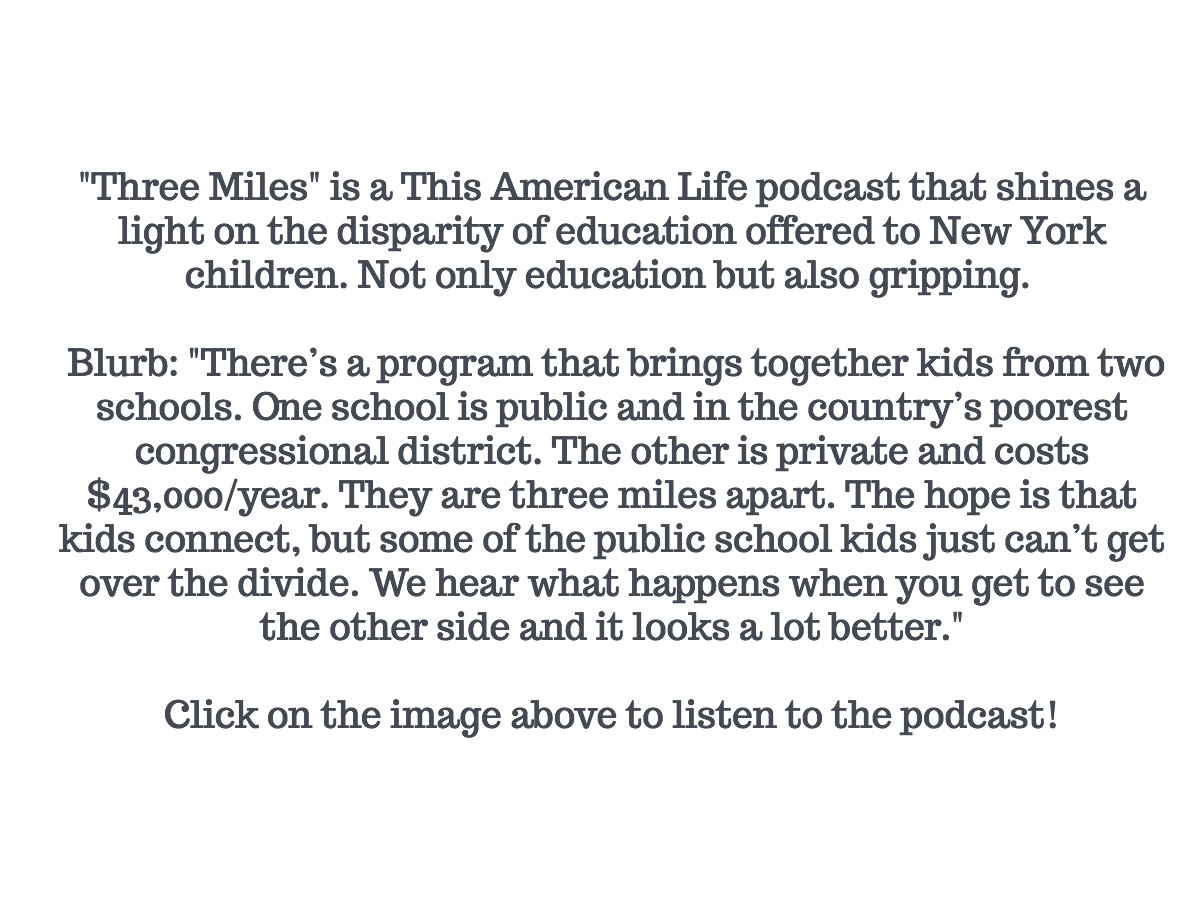 "Three Miles" is a This American Life podcast that shines a
light on the disparity of education offered to New York
children. Not only education but also gripping.
Blurb: "There’s a program that brings together kids from two
schools. One school is public and in the country’s poorest
congressional district. The other is private and costs
$43,000/year. They are three miles apart. The hope is that
kids connect, but some of the public school kids just can’t get
over the divide. We hear what happens when you get to see
the other side and it looks a lot better."
Click on the image above to listen to the podcast!